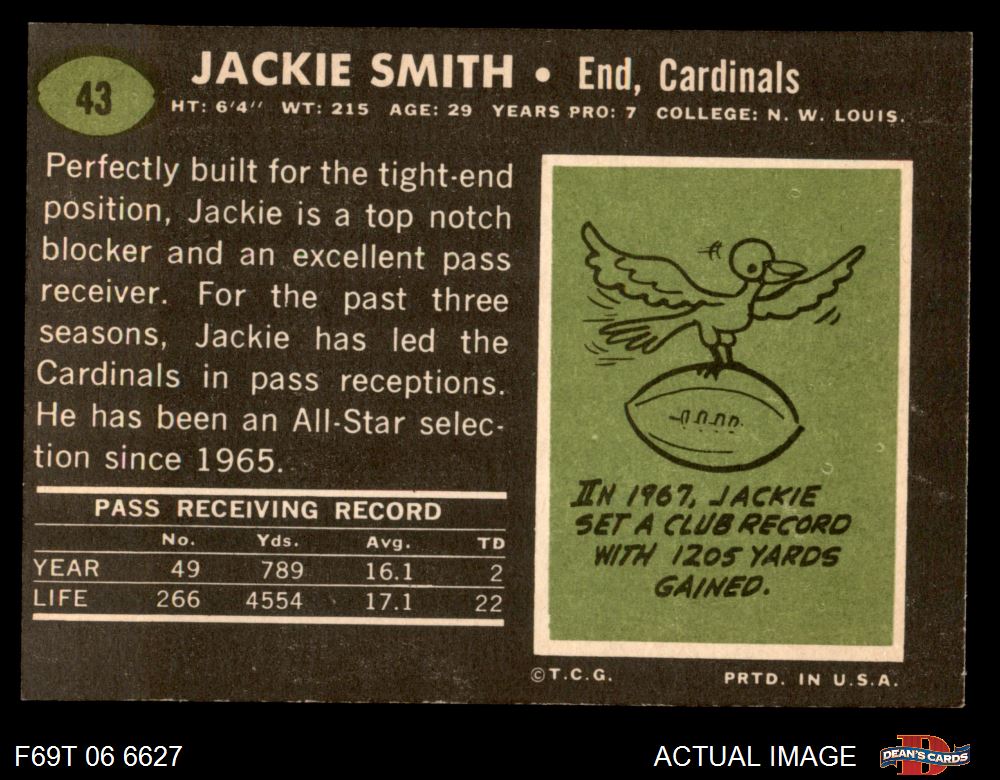 43
JACKIE SMITH • End, Cardinals
HT: 6'4'' WT: 215 AGE: 29 YEARS PRO: 7 COLLEGE: N. W. LOUIS.
Perfectly built for the tight-end
position, Jackie is a top notch
blocker and an excellent pass
receiver. For the past three
seasons, Jackie has led the
Cardinals in pass receptions.
He has been an All-Star selec-
tion since 1965.
PASS RECEIVING RECORD
No. Yds. Avg. TD
YEAR 49 789 16.1 2
LIFE 266 4554 17.1 22
IN 1967, JACKIE
SET A CLUB RECORD
WITH 1205 YARDS
GAINED.
©T.C.G. PRTD. IN U.S.A.
F69T 06 6627 ACTUAL IMAGE DEAN'S CARDS